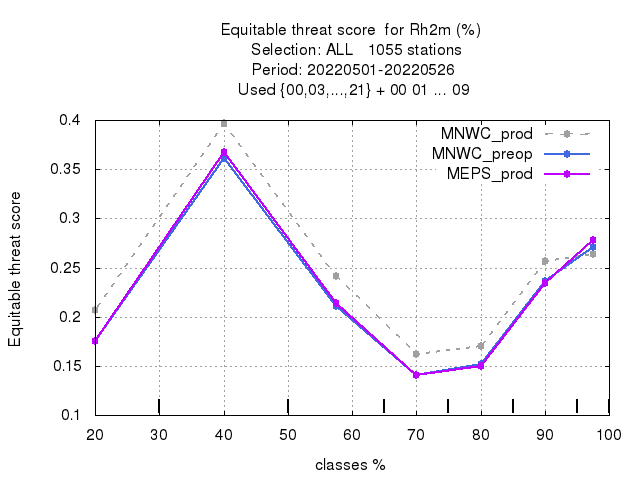 Equitable threat score  for Rh2m (%)
Selection: ALL   1055 stations
Period: 20220501-20220526
Used {00,03,...,21} + 00 01 ... 09
MNWC_prod
MNWC_preop
MEPS_prod
Equitable threat score
0.4
0.35
0.3
0.25
0.2
0.15
0.1
20 30 40 50 60 70 80 90 100
classes %